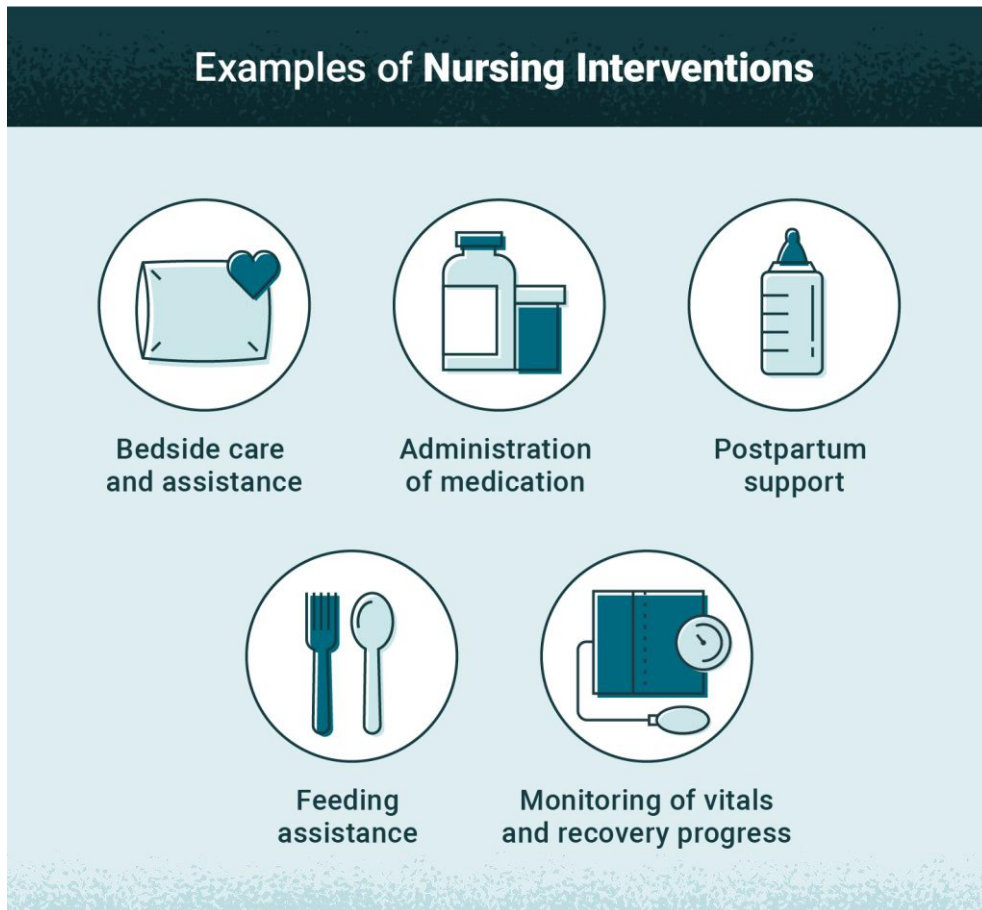 Examples of Nursing Interventions
Bedside care
and assistance
Administration
of medication
Postpartum
support
Feeding
assistance
Monitoring of vitals
and recovery progress